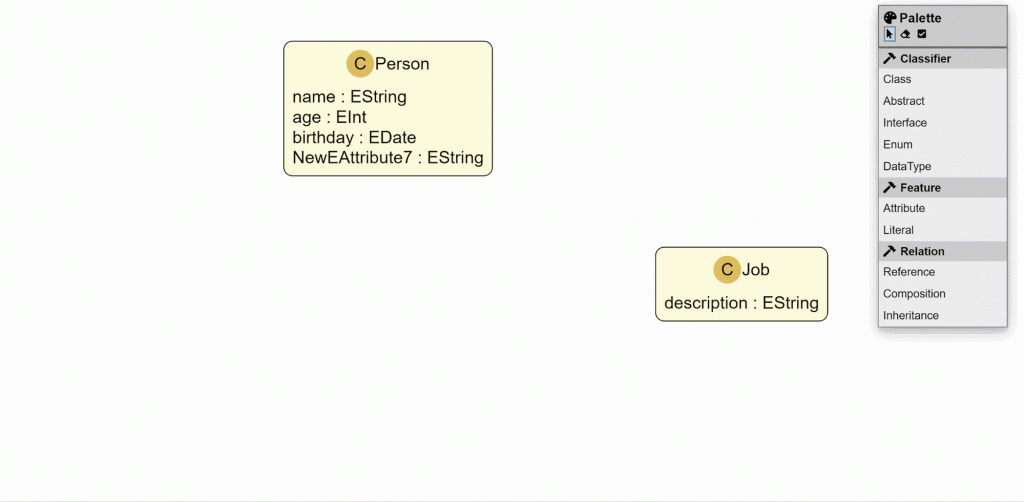 C Person
name : EString
age : EInt
birthday : EDate
NewEAttribute7 : EString
C Job
description : EString
Palette
Classifier
Class
Abstract
Interface
Enum
DataType
Feature
Attribute
Literal
Relation
Reference
Composition
Inheritance